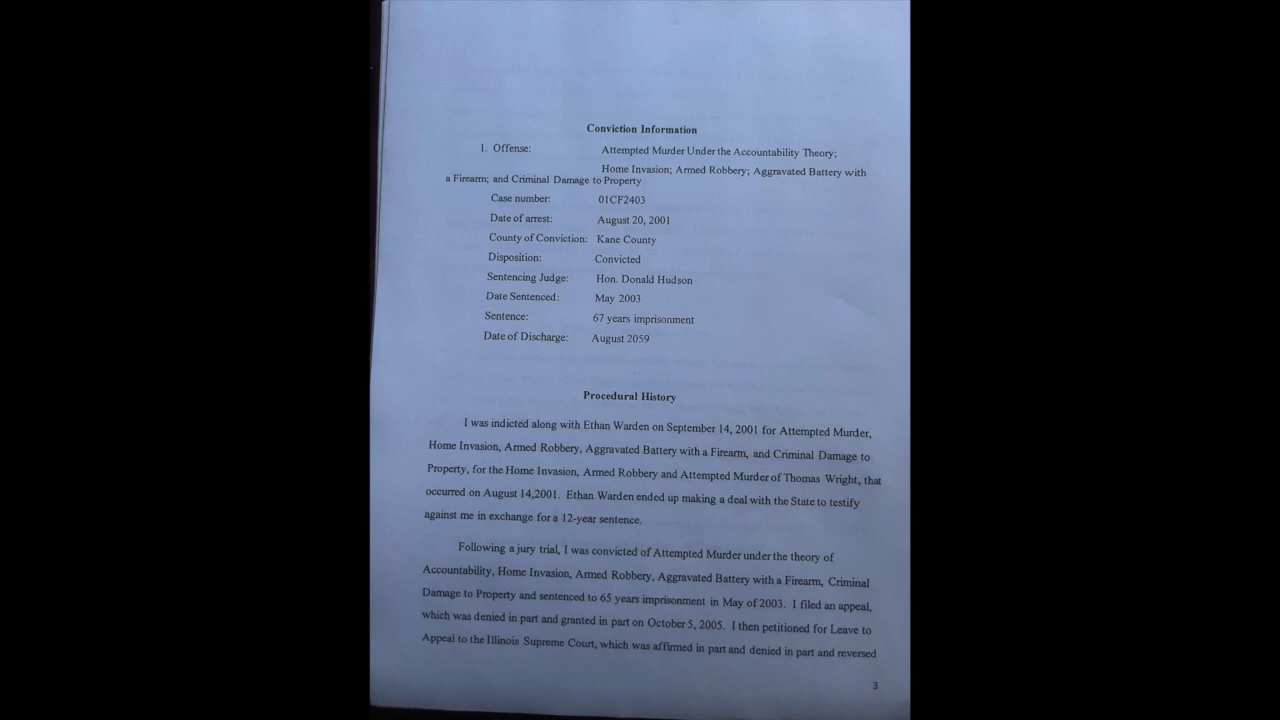 Conviction Information
1. Offense: Attempted Murder Under the Accountability Theory;
Home Invasion; Armed Robbery; Aggravated Battery with
a Firearm; and Criminal Damage to Property
Case number: 01CF2403
Date of arrest: August 20, 2001
County of Conviction: Kane County
Disposition: Convicted
Sentencing Judge: Hon. Donald Hudson
Date Sentenced: May 2003
Sentence: 67 years imprisonment
Date of Discharge: August 2059
Procedural History
I was indicted along with Ethan Warden on September 14, 2001 for Attempted Murder,
Home Invasion, Armed Robbery, Aggravated Battery with a Firearm, and Criminal Damage to
Property, for the Home Invasion, Armed Robbery and Attempted Murder of Thomas Wright, that
occurred on August 14,2001. Ethan Warden ended up making a deal with the State to testify
against me in exchange for a 12-year sentence.
Following a jury trial, I was convicted of Attempted Murder under the theory of
Accountability, Home Invasion, Armed Robbery, Aggravated Battery with a Firearm, Criminal
Damage to Property and sentenced to 65 years imprisonment in May of 2003. I filed an appeal,
which was denied in part and granted in part on October 5, 2005. I then petitioned for Leave to
Appeal to the Illinois Supreme Court, which was affirmed in part and denied in part and reversed
3